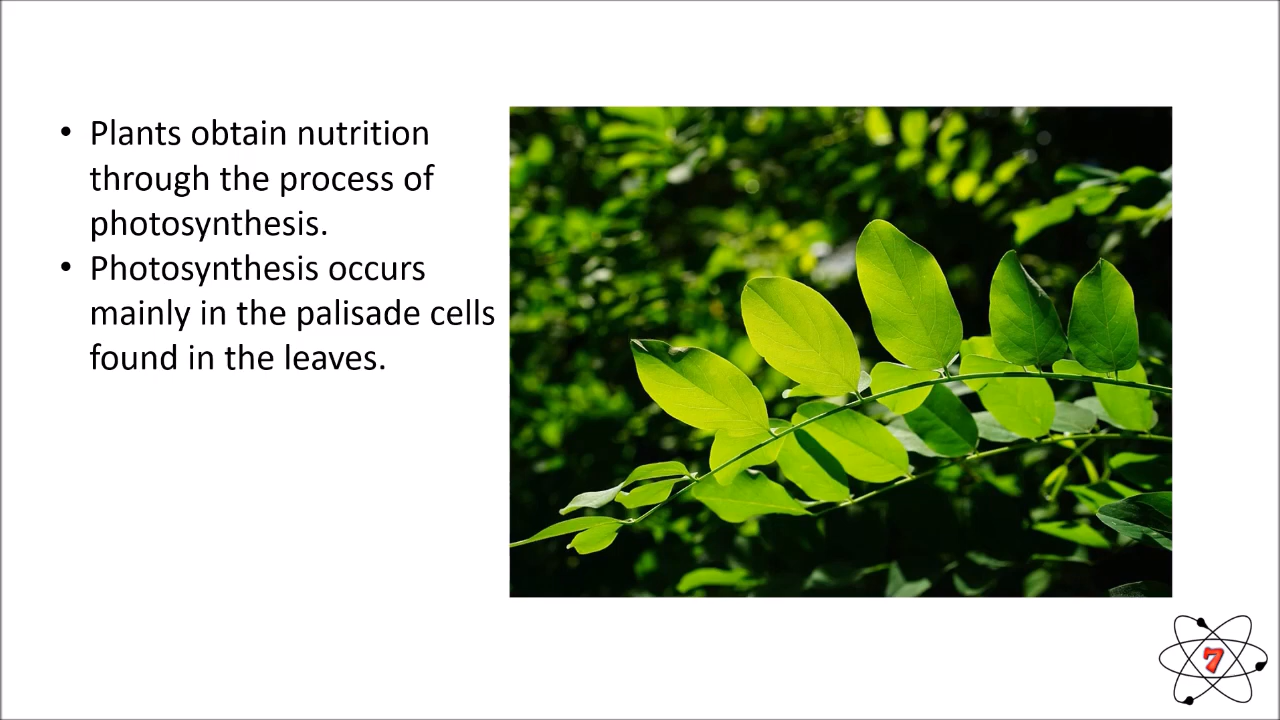 • Plants obtain nutrition
through the process of
photosynthesis.
• Photosynthesis occurs
mainly in the palisade cells
found in the leaves.
7